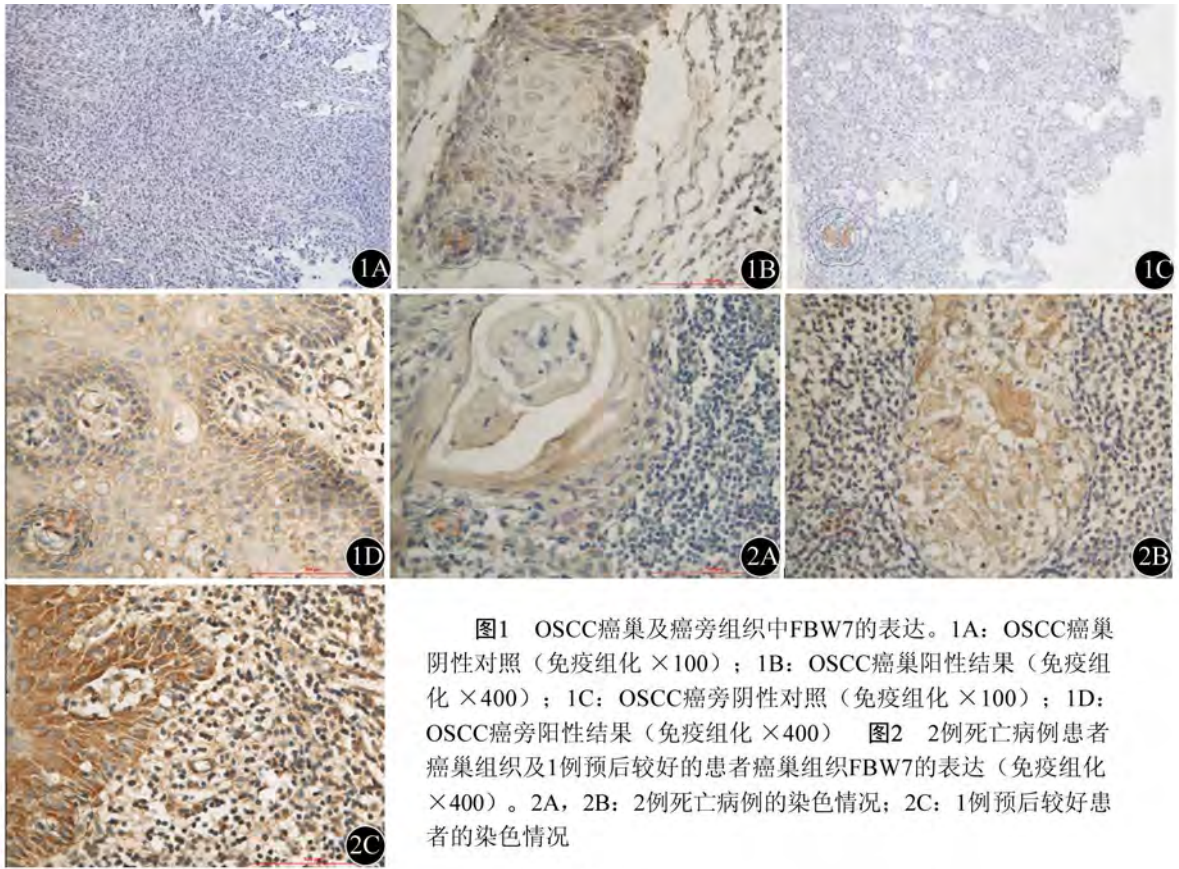 1A
1B
1C
1D
2A
2B
2C
图1 OSCC癌巢及癌旁组织中FBW7的表达。1A：OSCC癌巢
阴性对照（免疫组化 ×100）；1B：OSCC癌巢阳性结果（免疫组
化 ×400）；1C：OSCC癌旁阴性对照（免疫组化 ×100）；1D：
OSCC癌旁阳性结果（免疫组化 ×400） 图2 2例死亡病例患者
癌巢组织及1例预后较好的患者癌巢组织FBW7的表达（免疫组化
×400）。2A，2B：2例死亡病例的染色情况；2C：1例预后较好患
者的染色情况